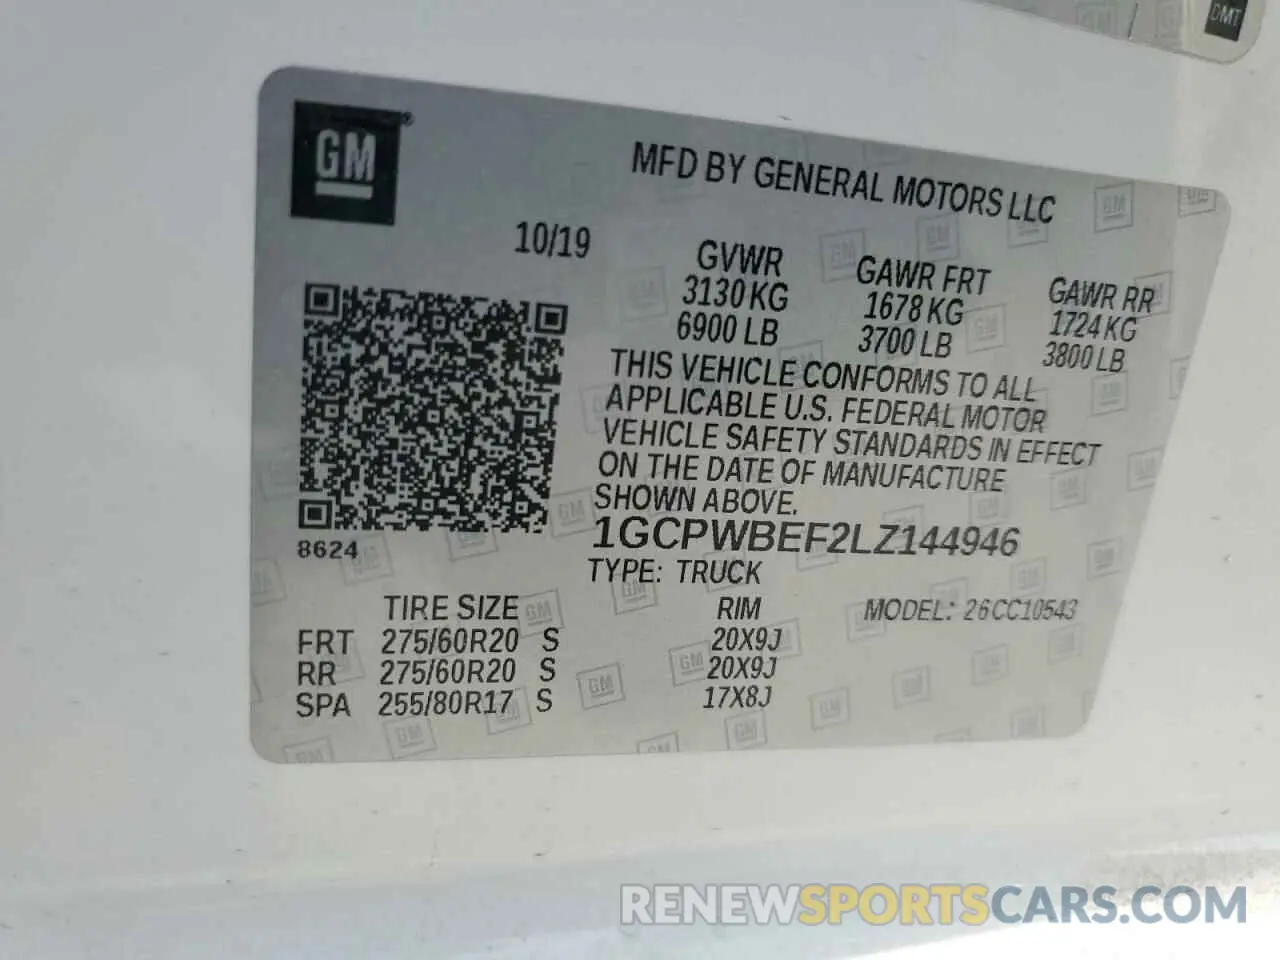 DMT
GM®
MFD BY GENERAL MOTORS LLC
10/19
GVWR GAWR FRT GAWR RR
3130 KG 1678 KG 1724 KG
6900 LB 3700 LB 3800 LB
THIS VEHICLE CONFORMS TO ALL
APPLICABLE U.S. FEDERAL MOTOR
VEHICLE SAFETY STANDARDS IN EFFECT
ON THE DATE OF MANUFACTURE
SHOWN ABOVE.
8624
1GCPWBEF2LZ144946
TYPE: TRUCK
TIRE SIZE RIM MODEL: 26CC10543
FRT 275/60R20 S 20X9J
RR 275/60R20 S 20X9J
SPA 255/80R17 S 17X8J
RENEWSPORTSCARS.COM